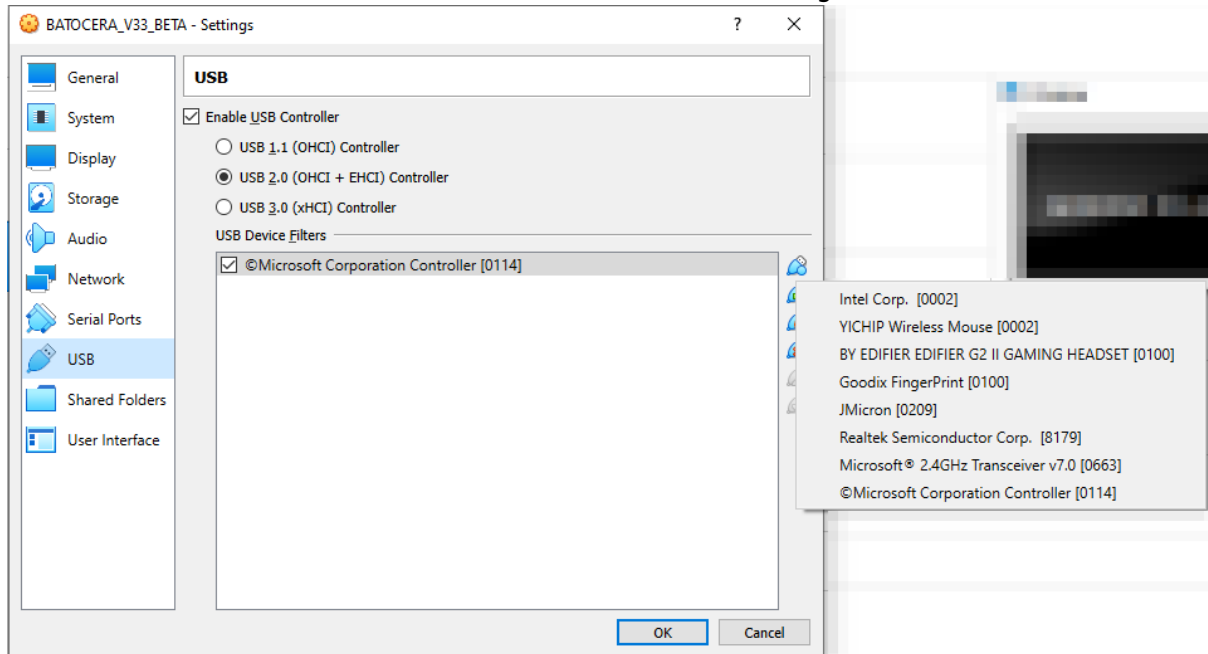 BATOCERA_V33_BETA - Settings
?
General
System
Display
Storage
Audio
Network
Serial Ports
USB
Shared Folders
User Interface
USB
Enable USB Controller
USB 1.1 (OHCI) Controller
USB 2.0 (OHCI + EHCI) Controller
USB 3.0 (xHCI) Controller
USB Device Filters
©Microsoft Corporation Controller [0114]
Intel Corp. [0002]
YICHIP Wireless Mouse [0002]
BY EDIFIER EDIFIER G2 II GAMING HEADSET [0100]
Goodix FingerPrint [0100]
JMicron [0209]
Realtek Semiconductor Corp. [8179]
Microsoft® 2.4GHz Transceiver v7.0 [0663]
©Microsoft Corporation Controller [0114]
OK
Cancel